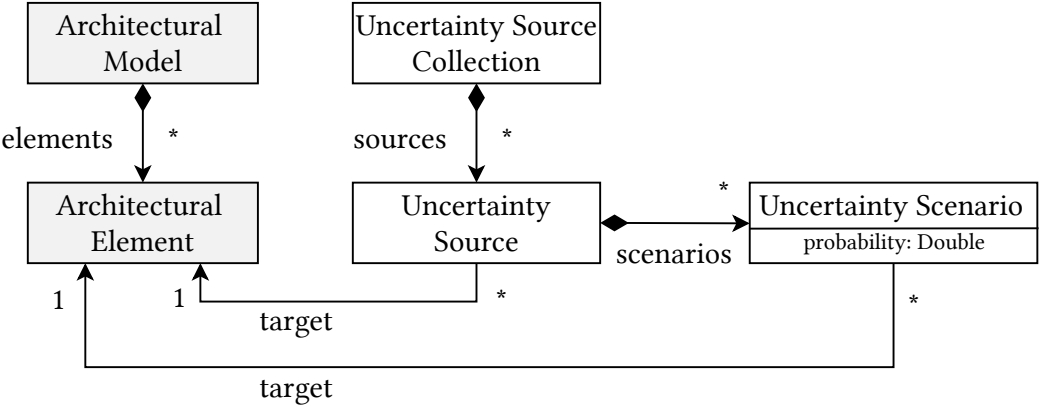 Architectural
Model
Uncertainty Source
Collection
elements
*
sources
*
Architectural
Element
Uncertainty
Source
*
scenarios
Uncertainty Scenario
probability: Double
1
1
*
*
target
target